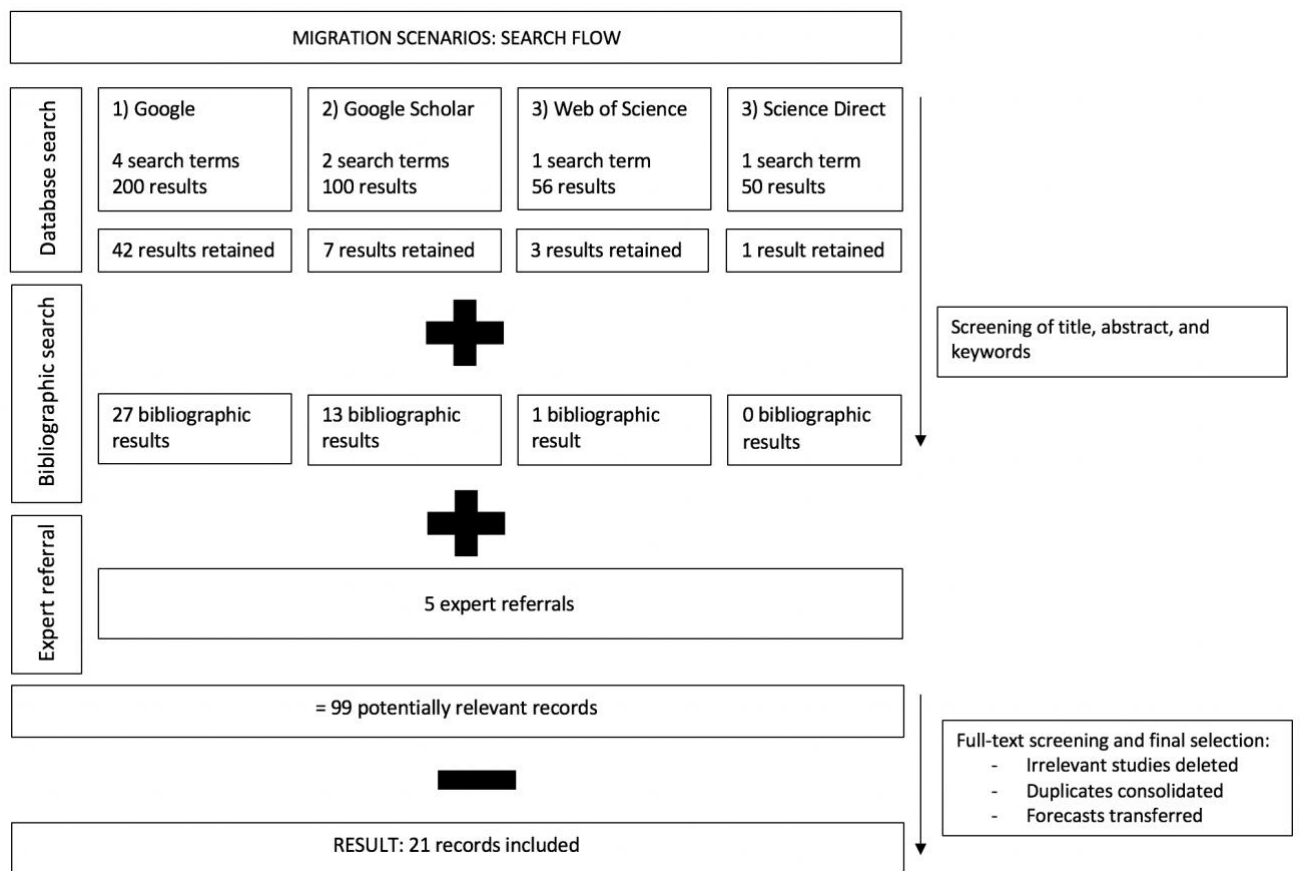 MIGRATION SCENARIOS: SEARCH FLOW
Database search
1) Google
4 search terms
200 results
2) Google Scholar
2 search terms
100 results
3) Web of Science
1 search term
56 results
3) Science Direct
1 search term
50 results
42 results retained
7 results retained
3 results retained
1 result retained
Screening of title, abstract, and
keywords
Bibliographic search
27 bibliographic
results
13 bibliographic
results
1 bibliographic
result
0 bibliographic
results
Expert referral
5 expert referrals
= 99 potentially relevant records
Full-text screening and final selection:
- Irrelevant studies deleted
- Duplicates consolidated
- Forecasts transferred
RESULT: 21 records included